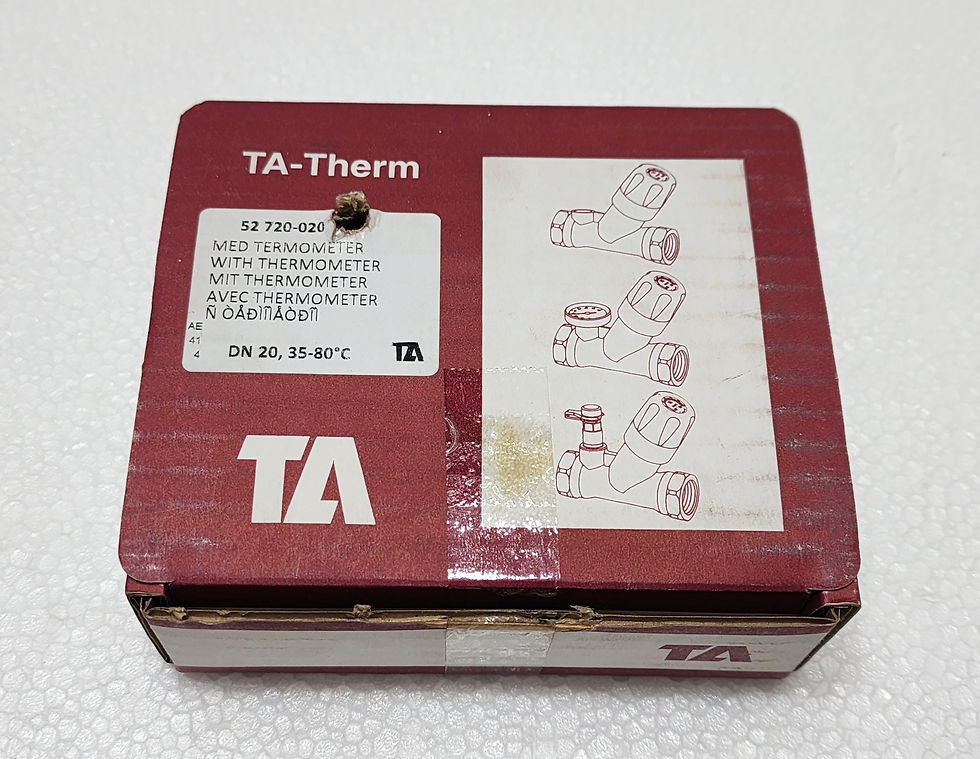 TA-Therm
52 720-020
MED TERMOMETER
WITH THERMOMETER
MIT THERMOMETER
AVEC THERMOMETER
Ñ ÒÅÐÌÎÌÅÒÐÎÌ
AE
41
4
DN 20, 35-80°C
TA
TA
TA